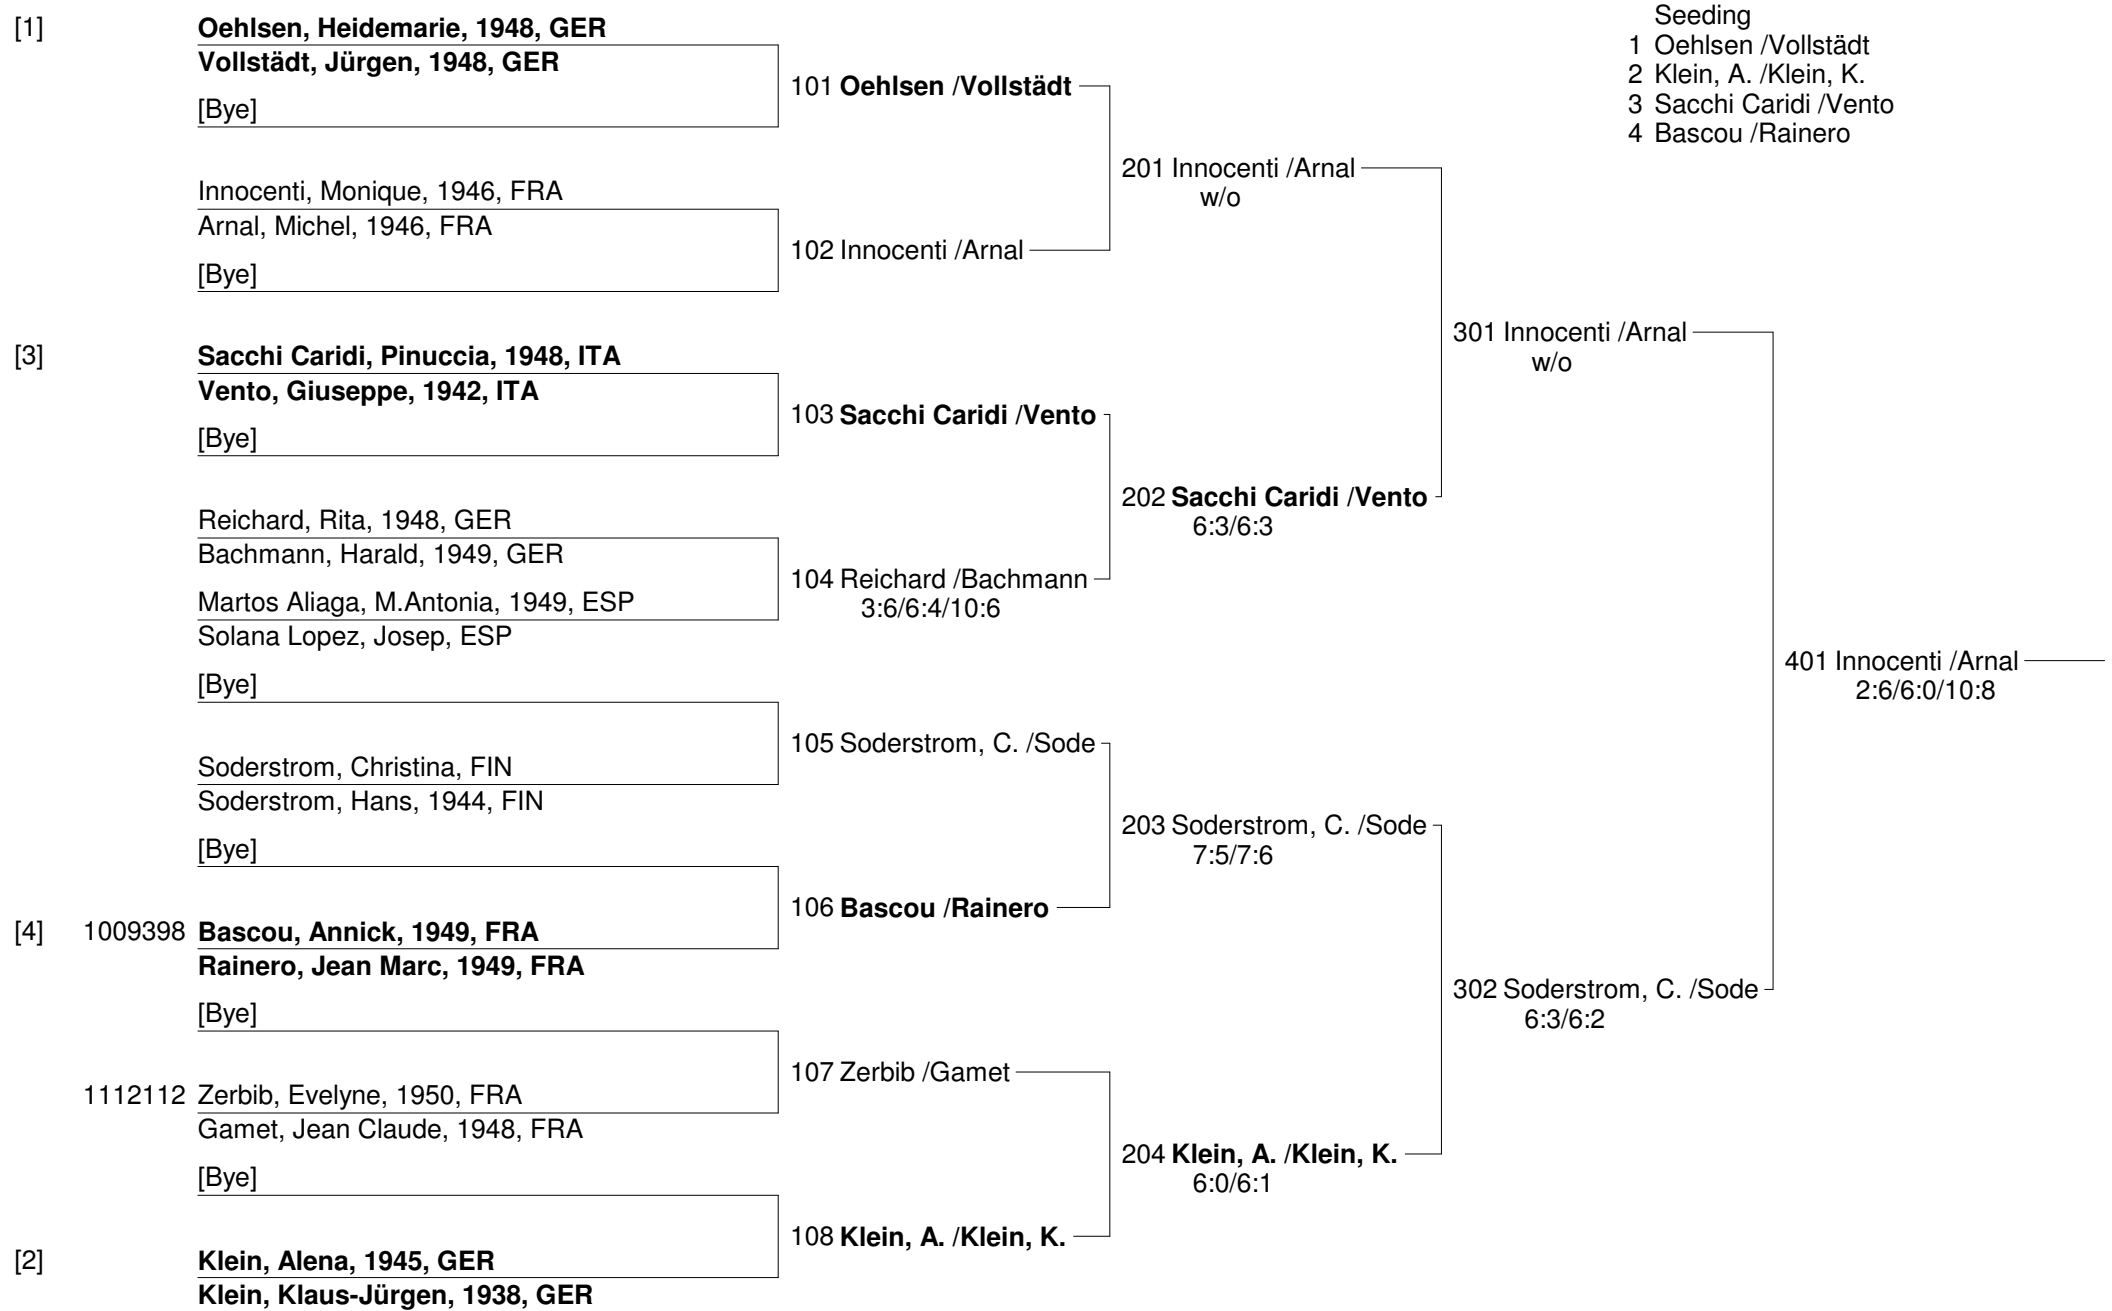 Seeding
1 Oehlsen /Vollstädt
2 Klein, A. /Klein, K.
3 Sacchi Caridi /Vento
4 Bascou /Rainero
[1] Oehlsen, Heidemarie, 1948, GER
Vollstädt, Jürgen, 1948, GER
[Bye]
Innocenti, Monique, 1946, FRA
Arnal, Michel, 1946, FRA
[Bye]
[3] Sacchi Caridi, Pinuccia, 1948, ITA
Vento, Giuseppe, 1942, ITA
[Bye]
Reichard, Rita, 1948, GER
Bachmann, Harald, 1949, GER
Martos Aliaga, M.Antonia, 1949, ESP
Solana Lopez, Josep, ESP
[Bye]
Soderstrom, Christina, FIN
Soderstrom, Hans, 1944, FIN
[Bye]
[4] 1009398 Bascou, Annick, 1949, FRA
Rainero, Jean Marc, 1949, FRA
[Bye]
1112112 Zerbib, Evelyne, 1950, FRA
Gamet, Jean Claude, 1948, FRA
[Bye]
[2] Klein, Alena, 1945, GER
Klein, Klaus-Jürgen, 1938, GER
101 Oehlsen /Vollstädt
102 Innocenti /Arnal
103 Sacchi Caridi /Vento
104 Reichard /Bachmann
3:6/6:4/10:6
105 Soderstrom, C. /Sode
106 Bascou /Rainero
107 Zerbib /Gamet
108 Klein, A. /Klein, K.
201 Innocenti /Arnal
w/o
202 Sacchi Caridi /Vento
6:3/6:3
203 Soderstrom, C. /Sode
7:5/7:6
204 Klein, A. /Klein, K.
6:0/6:1
301 Innocenti /Arnal
w/o
302 Soderstrom, C. /Sode
6:3/6:2
401 Innocenti /Arnal
2:6/6:0/10:8